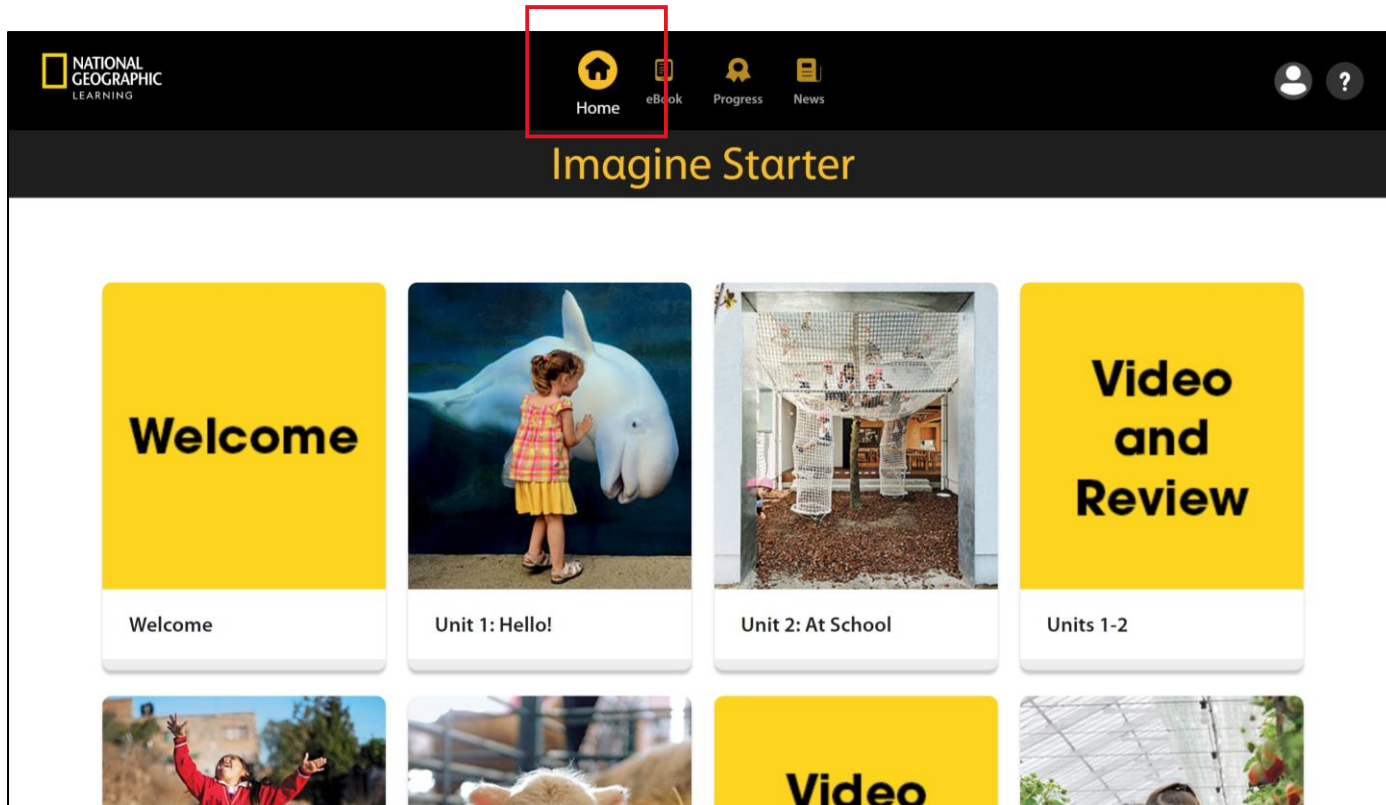 NATIONAL
GEOGRAPHIC
LEARNING
Home
eBook
Progress
News
?
Imagine Starter
Welcome
Video
and
Review
Welcome
Unit 1: Hello!
Unit 2: At School
Units 1-2
Video